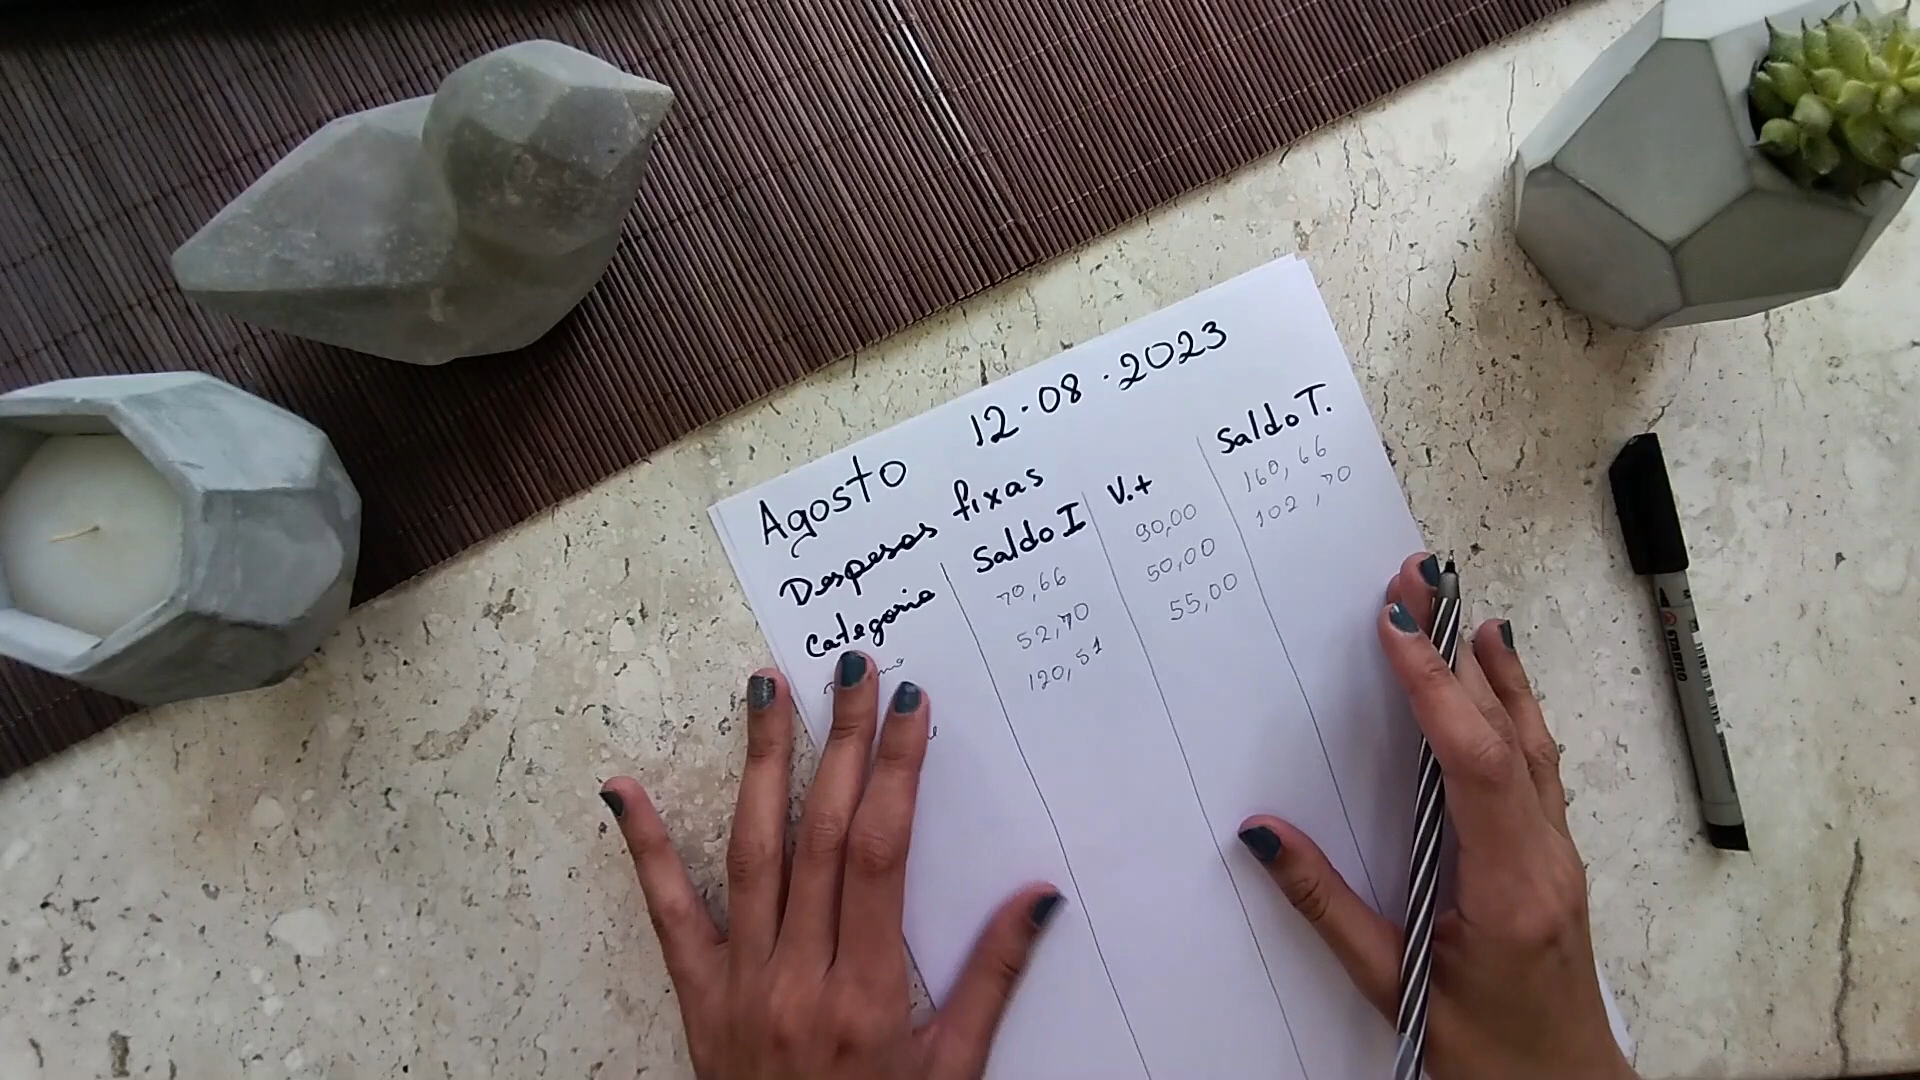 Agosto 12.08.2023
Despesas fixas
Categoria Saldo I V.+ Saldo T.
70,66 90,00 160,66
52,70 50,00 102,70
120,51 55,00
STABILO